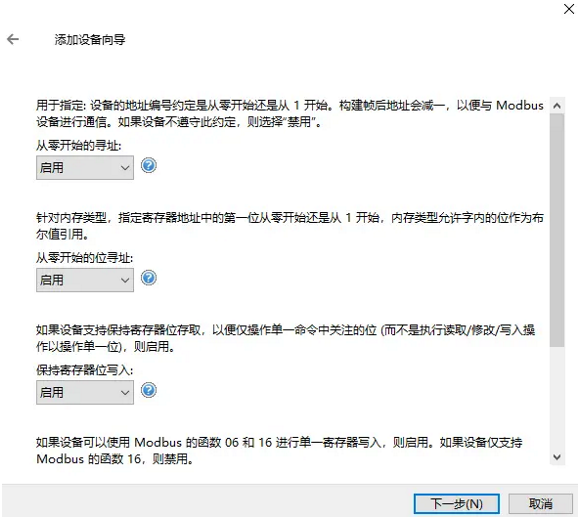 添加设备向导
用于指定: 设备的地址编号约定是从零开始还是从 1 开始。构建帧后地址会减一，以便与 Modbus
设备进行通信。如果设备不遵守此约定，则选择“禁用”。
从零开始的寻址:
启用
针对内存类型，指定寄存器地址中的第一位从零开始还是从 1 开始，内存类型允许字内的位作为布
尔值引用。
从零开始的位寻址:
启用
如果设备支持保持寄存器位存取，以便仅操作单一命令中关注的位 (而不是执行读取/修改/写入操
作以操作单一位)，则启用。
保持寄存器位写入:
启用
如果设备可以使用 Modbus 的函数 06 和 16 进行单一寄存器写入，则启用。如果设备仅支持
Modbus 的函数 16，则禁用。
下一步(N)
取消